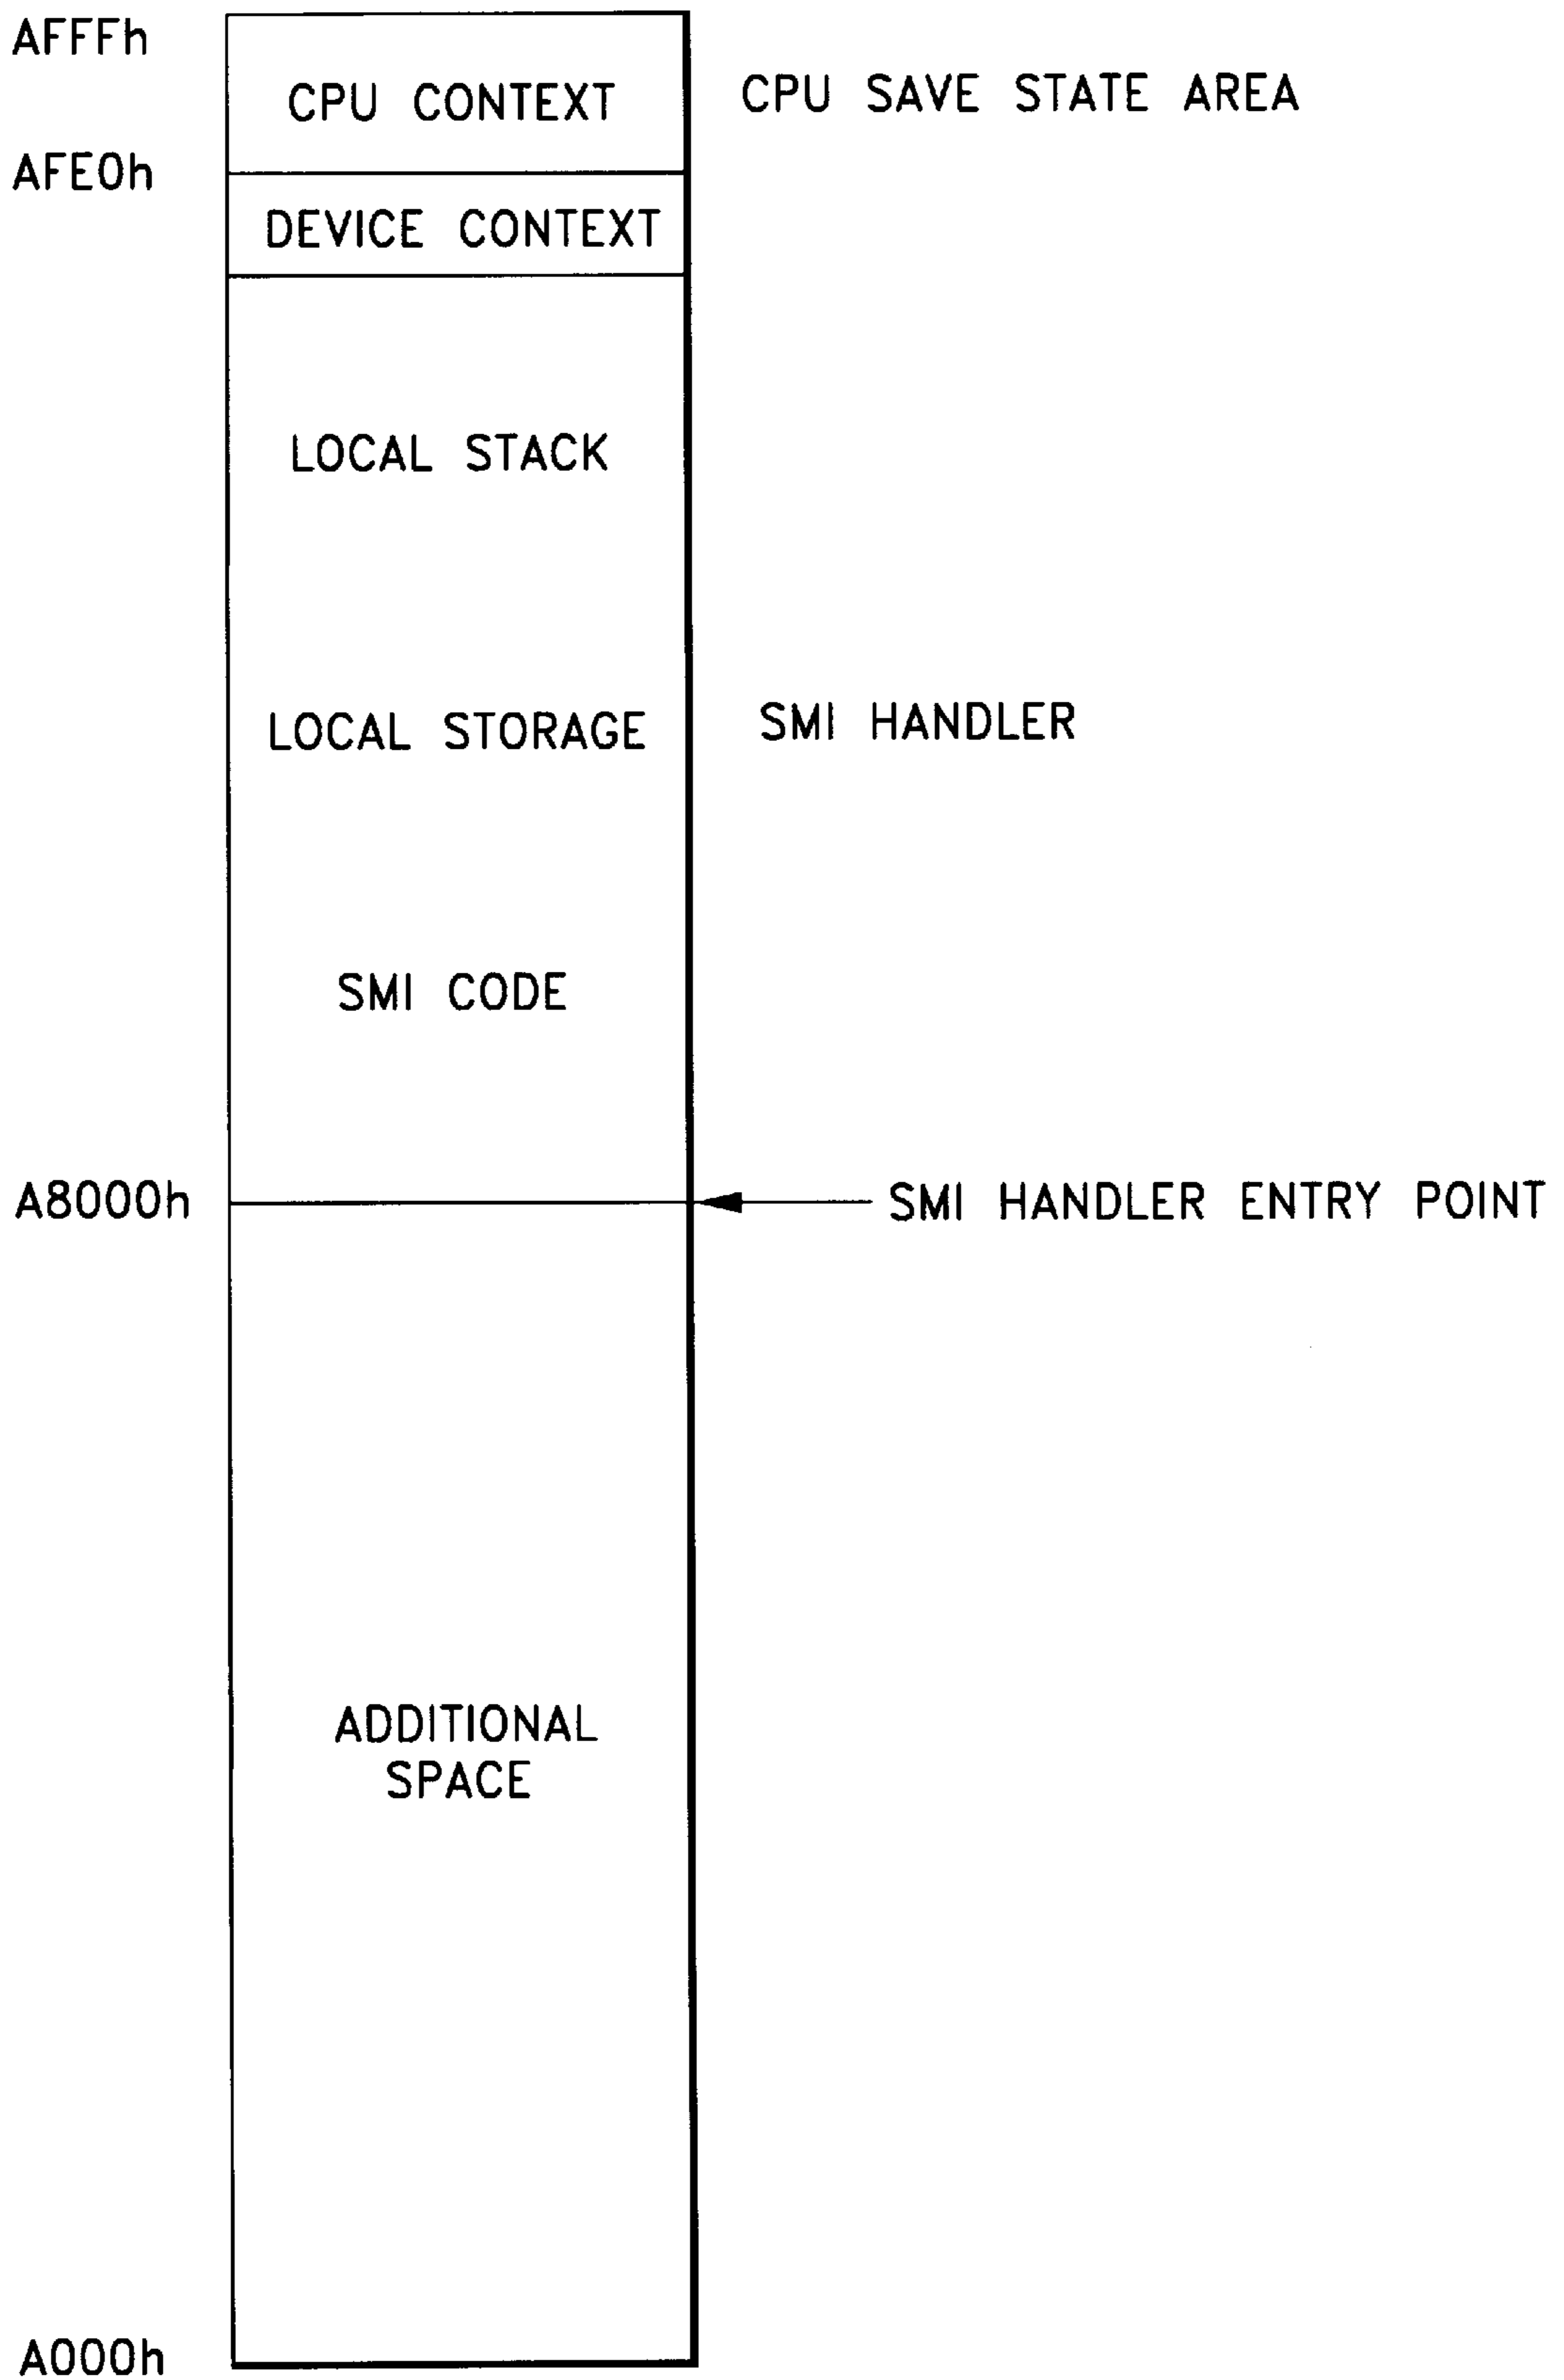 AFFFh
CPU CONTEXT
CPU SAVE STATE AREA
AFE0h
DEVICE CONTEXT
LOCAL STACK
LOCAL STORAGE
SMI HANDLER
SMI CODE
A8000h
SMI HANDLER ENTRY POINT
ADDITIONAL
SPACE
A000h